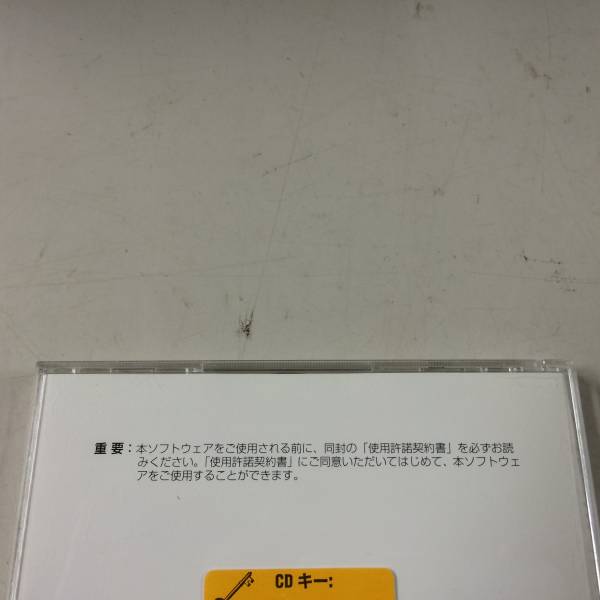 重 要：本ソフトウェアをご使用される前に、同封の「使用許諾契約書」を必ずお読
みください。「使用許諾契約書」にご同意いただいてはじめて、本ソフトウェ
アをご使用することができます。
CD キー: